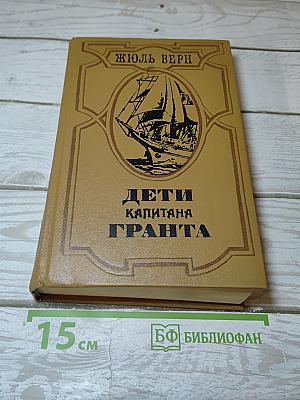 ЖЮЛЬ ВЕРН
ДЕТИ
КАПИТАНА
ГРАНТА
15 см
БФ БИБЛИОФАН